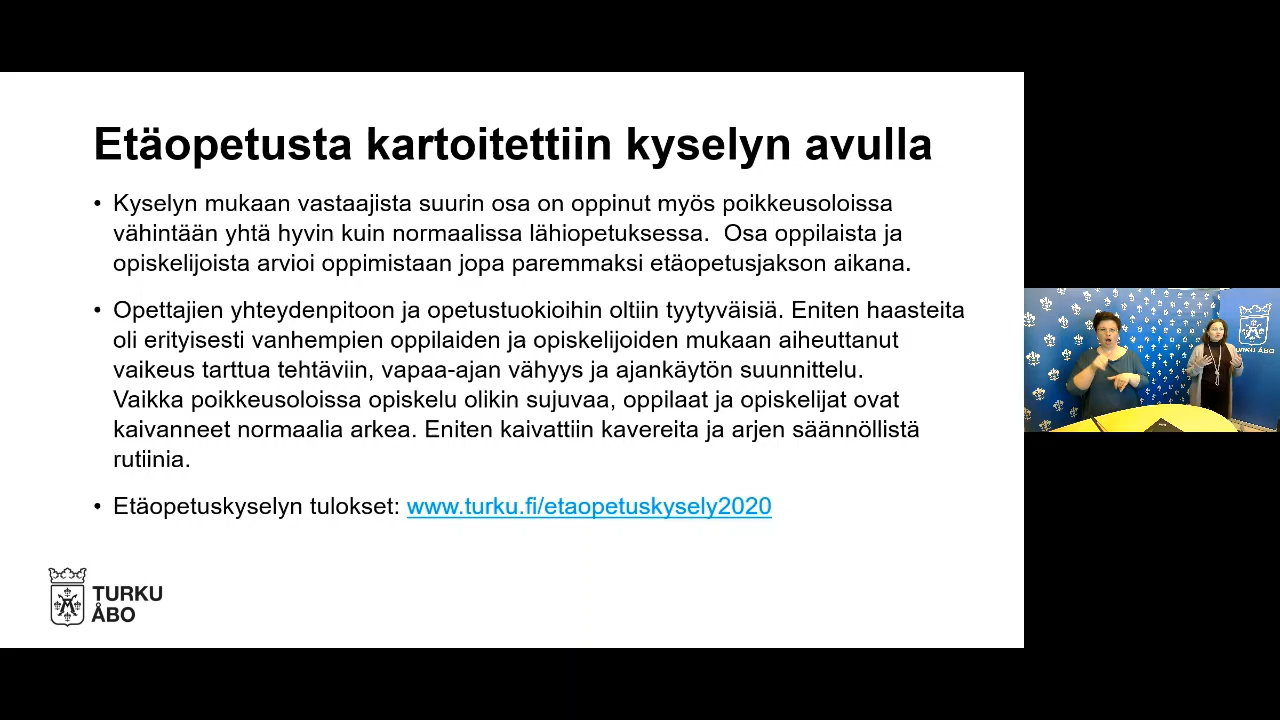 Etäopetusta kartoitettiin kyselyn avulla
• Kyselyn mukaan vastaajista suurin osa on oppinut myös poikkeusoloissa
vähintään yhtä hyvin kuin normaalissa lähiopetuksessa.  Osa oppilaista ja
opiskelijoista arvioi oppimistaan jopa paremmaksi etäopetusjakson aikana.
• Opettajien yhteydenpitoon ja opetustuokioihin oltiin tyytyväisiä. Eniten haasteita
oli erityisesti vanhempien oppilaiden ja opiskelijoiden mukaan aiheuttanut
vaikeus tarttua tehtäviin, vapaa-ajan vähyys ja ajankäytön suunnittelu.
Vaikka poikkeusoloissa opiskelu olikin sujuvaa, oppilaat ja opiskelijat ovat
kaivanneet normaalia arkea. Eniten kaivattiin kavereita ja arjen säännöllistä
rutiinia.
• Etäopetuskyselyn tulokset: www.turku.fi/etaopetuskysely2020
TURKU
ÅBO
TURKU ÅBO